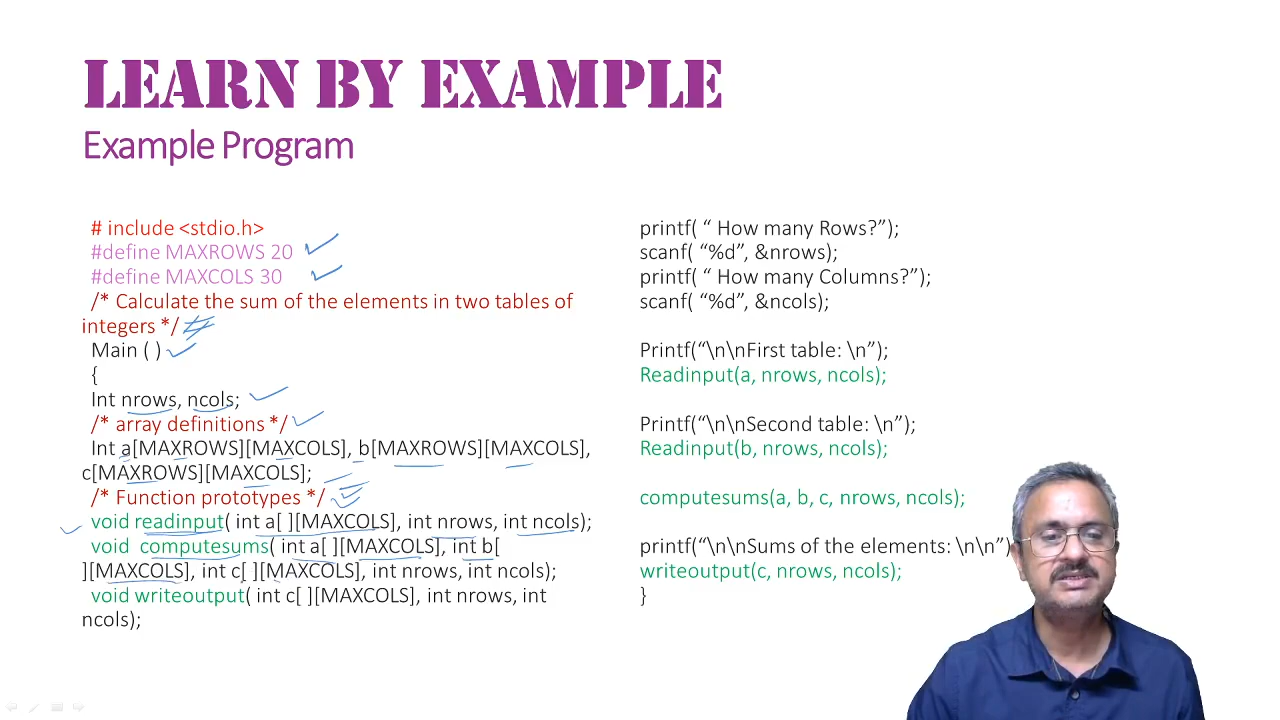 LEARN BY EXAMPLE
Example Program
# include <stdio.h>
#define MAXROWS 20
#define MAXCOLS 30
/* Calculate the sum of the elements in two tables of
integers */
Main ( )
{
Int nrows, ncols;
/* array definitions */
Int a[MAXROWS][MAXCOLS], b[MAXROWS][MAXCOLS],
c[MAXROWS][MAXCOLS];
/* Function prototypes */
void readinput( int a[ ][MAXCOLS], int nrows, int ncols);
void computesums( int a[ ][MAXCOLS], int b[
][MAXCOLS], int c[ ][MAXCOLS], int nrows, int ncols);
void writeoutput( int c[ ][MAXCOLS], int nrows, int
ncols);
printf( “ How many Rows?”);
scanf( “%d”, &nrows);
printf( “ How many Columns?”);
scanf( “%d”, &ncols);
Printf(“\n\nFirst table: \n”);
Readinput(a, nrows, ncols);
Printf(“\n\nSecond table: \n”);
Readinput(b, nrows, ncols);
computesums(a, b, c, nrows, ncols);
printf(“\n\nSums of the elements: \n\n”)
writeoutput(c, nrows, ncols);
}